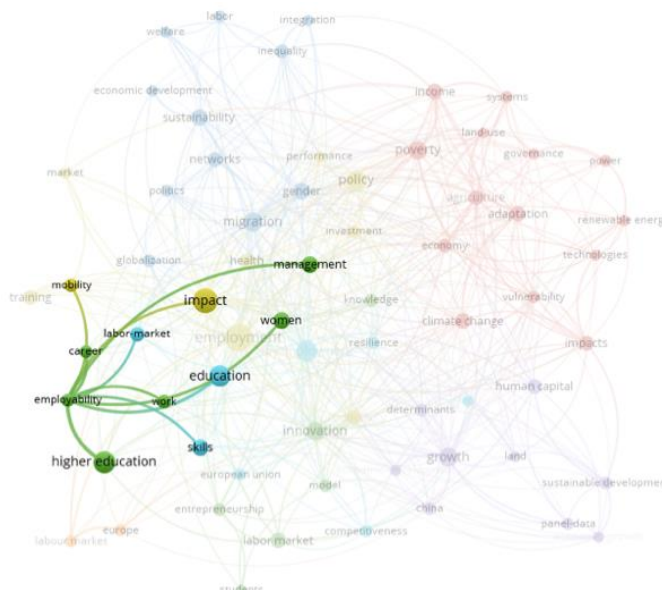 labor
integration
welfare
inequality
economic development
income
systems
sustainability
land-use
networks
performance
poverty
governance
power
market
policy
politics
gender
agriculture
migration
adaptation
renewable energ
investment
economy
technologies
globalization
health
management
mobility
training
impact
knowledge
vulnerability
women
climate change
labor-market
employment
resilience
impacts
career
education
human capital
employability
work
determinants
innovation
skills
growth
land
higher education
european union
model
sustainable developmen
entrepreneurship
china
panel-data
europe
labour market
labor market
competitiveness
students